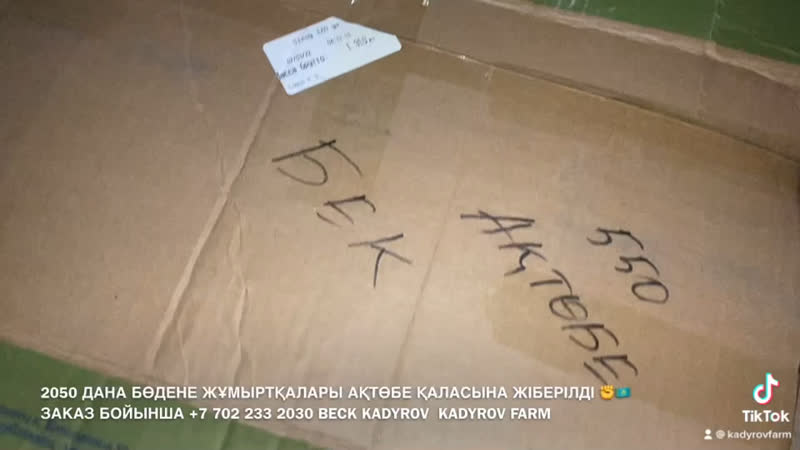 БЕК
550
АҚТӨБЕ
2050 ДАНА БӨДЕНЕ ЖҰМЫРТҚАЛАРЫ АҚТӨБЕ ҚАЛАСЫНА ЖІБЕРІЛДІ ✊🇰🇿
ЗАКАЗ БОЙЫНША +7 702 233 2030 BECK KADYROV KADYROV FARM
TikTok
@kadyrovfarm